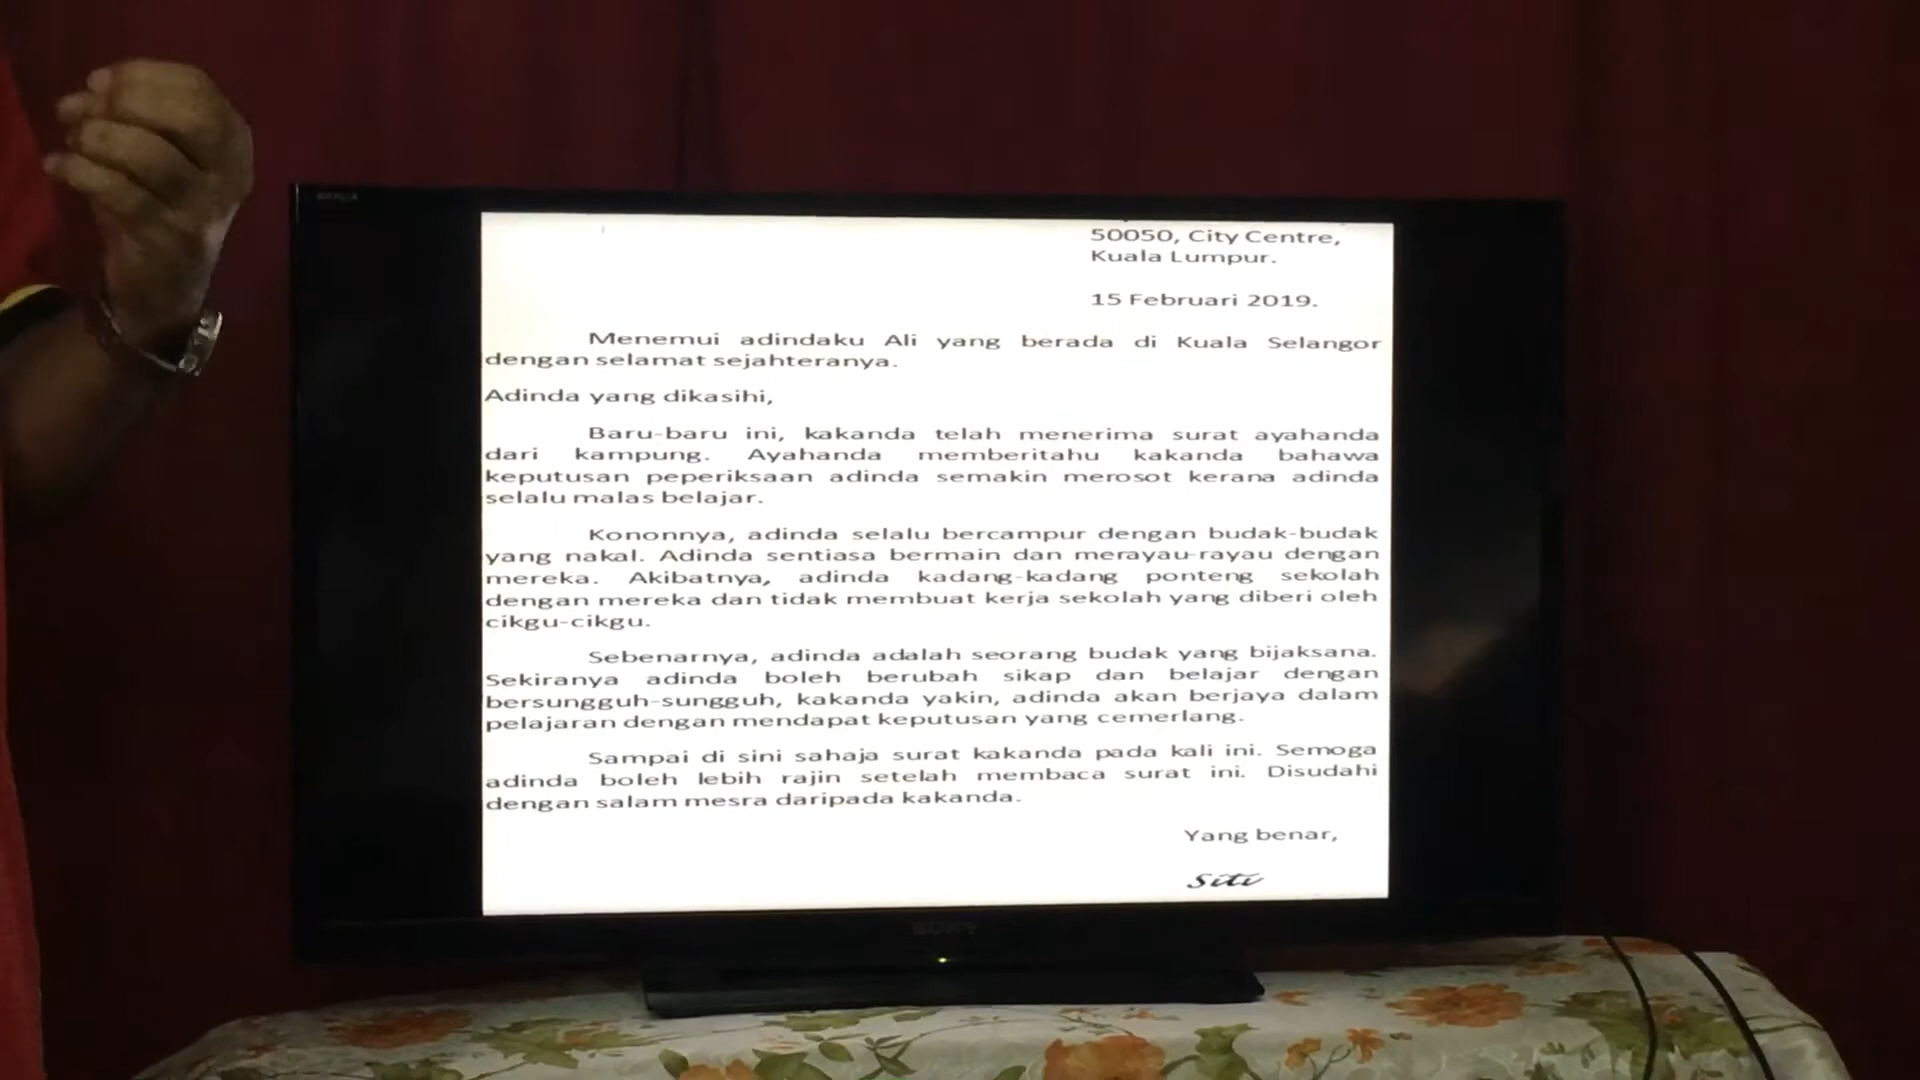 50050, City Centre,
Kuala Lumpur.
15 Februari 2019.
Menemui adindaku Ali yang berada di Kuala Selangor
dengan selamat sejahteranya.
Adinda yang dikasihi,
Baru-baru ini, kakanda telah menerima surat ayahanda
dari kampung. Ayahanda memberitahu kakanda bahawa
keputusan peperiksaan adinda semakin merosot kerana adinda
selalu malas belajar.
Kononnya, adinda selalu bercampur dengan budak-budak
yang nakal. Adinda sentiasa bermain dan merayau-rayau dengan
mereka. Akibatnya, adinda kadang-kadang ponteng sekolah
dengan mereka dan tidak membuat kerja sekolah yang diberi oleh
cikgu-cikgu.
Sebenarnya, adinda adalah seorang budak yang bijaksana.
Sekiranya adinda boleh berubah sikap dan belajar dengan
bersungguh-sungguh, kakanda yakin, adinda akan berjaya dalam
pelajaran dengan mendapat keputusan yang cemerlang.
Sampai di sini sahaja surat kakanda pada kali ini. Semoga
adinda boleh lebih rajin setelah membaca surat ini. Disudahi
dengan salam mesra daripada kakanda.
Yang benar,
Siti
SONY